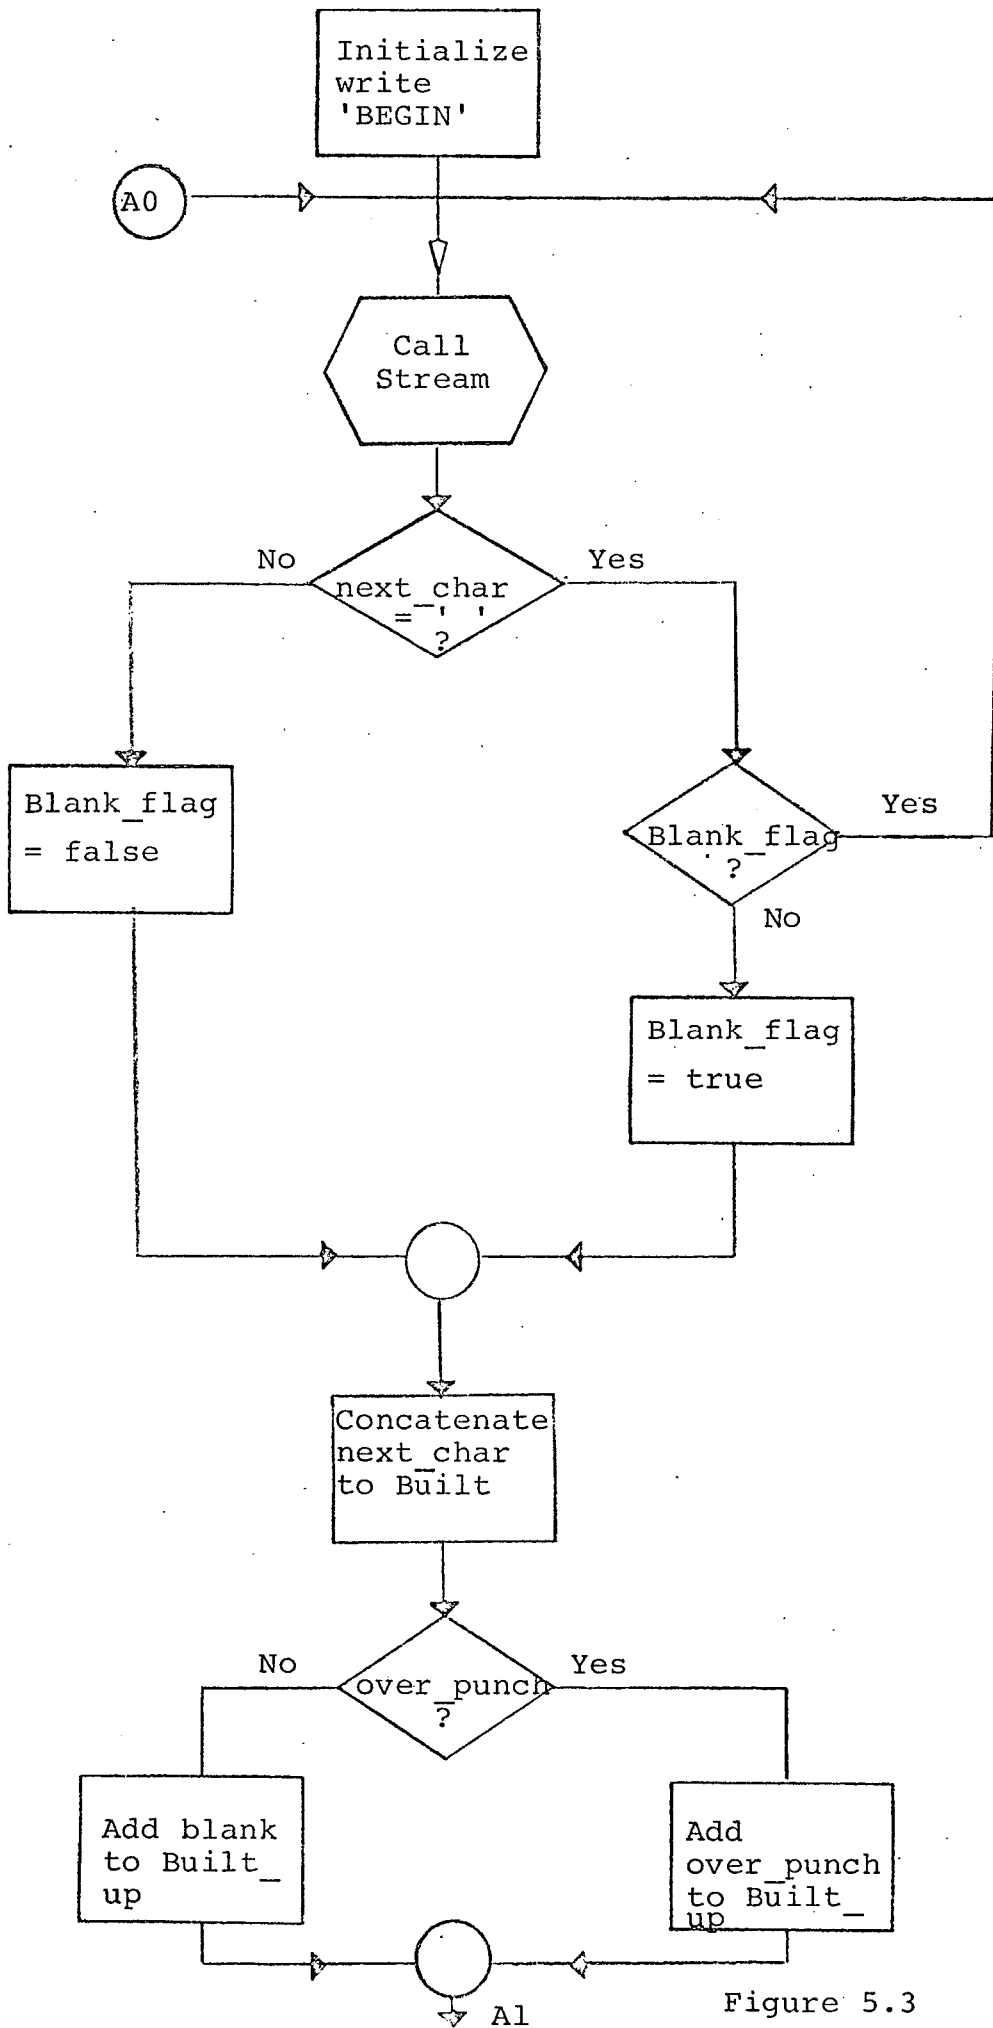 Initialize
write
'BEGIN'
A0
Call
Stream
No
Yes
next_char
= ' '
?
Blank_flag
= false
Blank_flag
?
Yes
No
Blank_flag
= true
Concatenate
next_char
to Built
No
Yes
over_punch
?
Add blank
to Built_
up
Add
over_punch
to Built_
up
A1
Figure 5.3